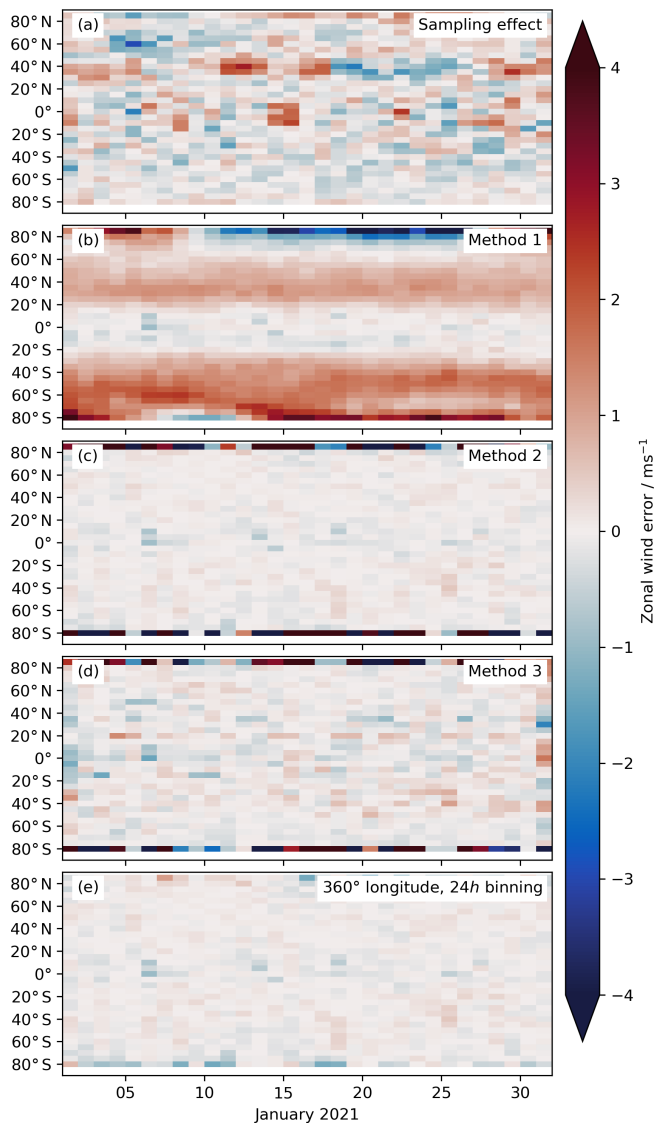 (a) Sampling effect
80° N
60° N
40° N
20° N
0°
20° S
40° S
60° S
80° S
(b) Method 1
80° N
60° N
40° N
20° N
0°
20° S
40° S
60° S
80° S
(c) Method 2
80° N
60° N
40° N
20° N
0°
20° S
40° S
60° S
80° S
(d) Method 3
80° N
60° N
40° N
20° N
0°
20° S
40° S
60° S
80° S
(e) 360° longitude, 24h binning
80° N
60° N
40° N
20° N
0°
20° S
40° S
60° S
80° S
05 10 15 20 25 30
January 2021
4
3
2
1
0
−1
−2
−3
−4
Zonal wind error / ms⁻¹